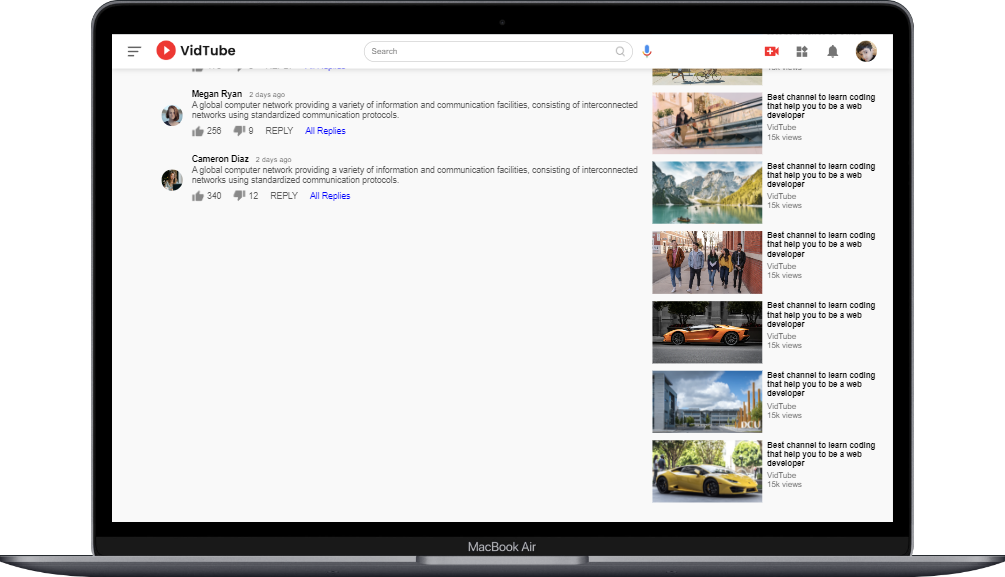 VidTube
Search
15k views
All Replies
REPLY
Megan Ryan 2 days ago
A global computer network providing a variety of information and communication facilities, consisting of interconnected
networks using standardized communication protocols.
256 9 REPLY All Replies
Cameron Diaz 2 days ago
A global computer network providing a variety of information and communication facilities, consisting of interconnected
networks using standardized communication protocols.
340 12 REPLY All Replies
Best channel to learn coding
that help you to be a web
developer
VidTube
15k views
Best channel to learn coding
that help you to be a web
developer
VidTube
15k views
Best channel to learn coding
that help you to be a web
developer
VidTube
15k views
Best channel to learn coding
that help you to be a web
developer
VidTube
15k views
DCU
Best channel to learn coding
that help you to be a web
developer
VidTube
15k views
Best channel to learn coding
that help you to be a web
developer
VidTube
15k views
MacBook Air